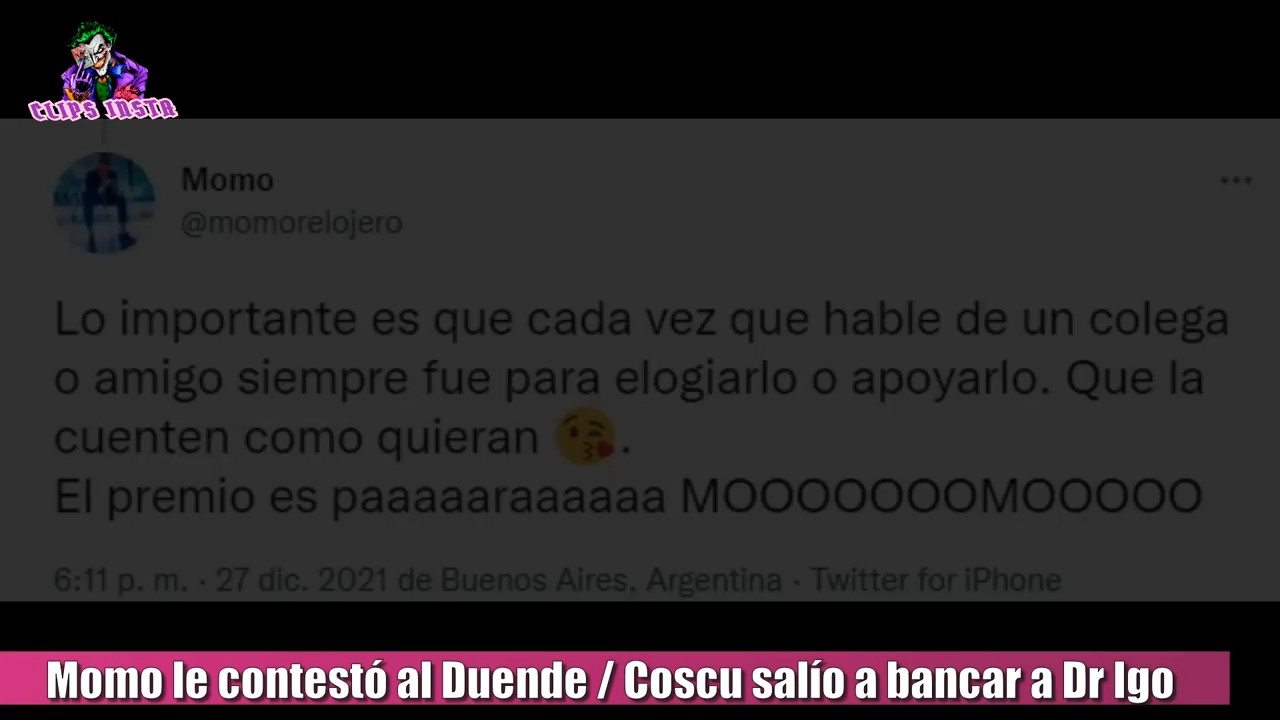 CLIPS INSTA
Momo
@momorelojero
Lo importante es que cada vez que hable de un colega
o amigo siempre fue para elogiarlo o apoyarlo. Que la
cuenten como quieran 😘.
El premio es paaaaaraaaaaa MOOOOOOOMOOOOO
6:11 p. m. · 27 dic. 2021 de Buenos Aires, Argentina · Twitter for iPhone
Momo le contestó al Duende / Coscu salío a bancar a Dr Igo